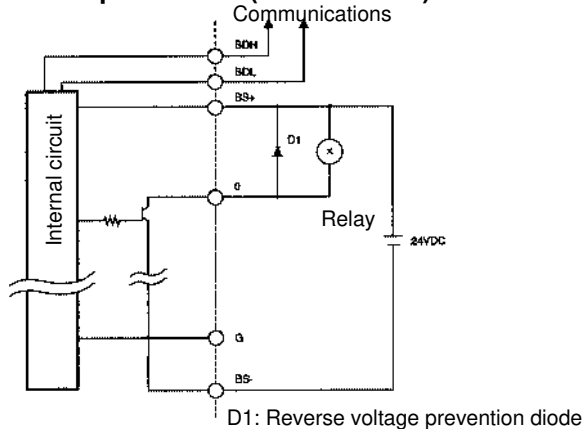 Communications
BDH
BDL
BS+
D1
0
Internal circuit
Relay
24VDC
G
BS-
D1: Reverse voltage prevention diode